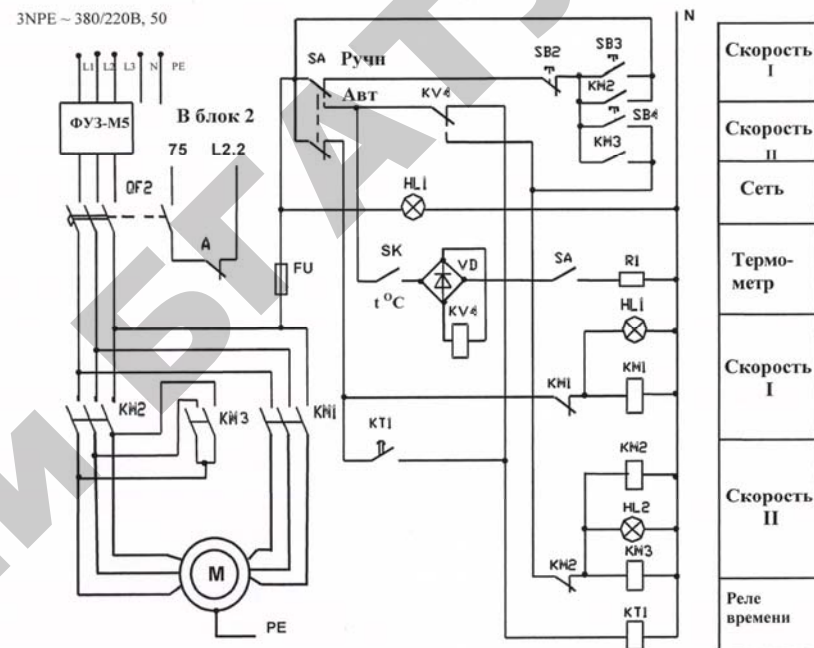 3NPE ~ 380/220В, 50
L1 L2 L3 N PE
ФУЗ-М5
В блок 2
75 L2.2
QF2
A
FU
KM2
KM3
KM1
M
PE
SA
Ручн
Авт
KV4
SB2
SB3
KM2
SB4
KM3
N
HL1
SK
t °C
VD
KV4
SA
R1
HL1
KM1
KM1
KT1
KM2
HL2
KM2
KM3
KT1
Скорость
I
Скорость
II
Сеть
Термо-
метр
Скорость
I
Скорость
II
Реле
времени